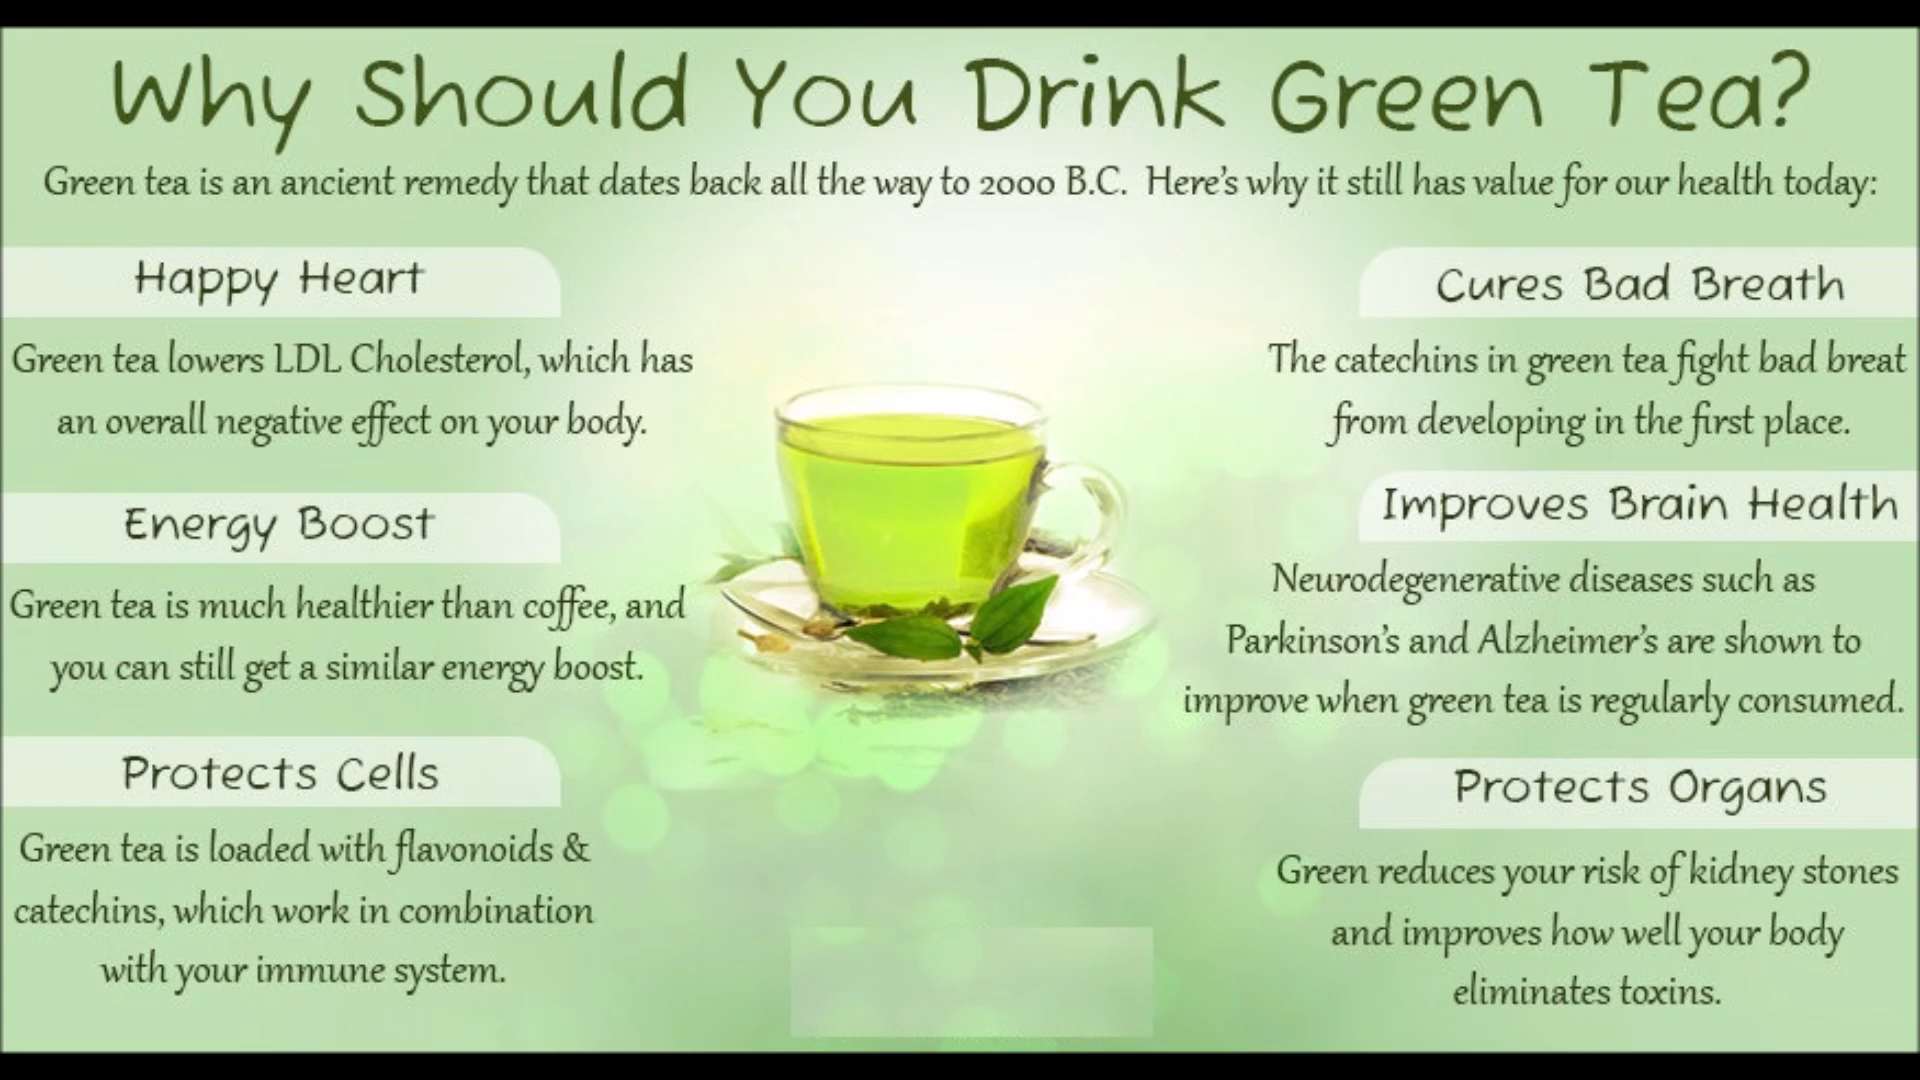 Why Should You Drink Green Tea?
Green tea is an ancient remedy that dates back all the way to 2000 B.C. Here's why it still has value for our health today:
Happy Heart
Green tea lowers LDL Cholesterol, which has
an overall negative effect on your body.
Energy Boost
Green tea is much healthier than coffee, and
you can still get a similar energy boost.
Protects Cells
Green tea is loaded with flavonoids &
catechins, which work in combination
with your immune system.
Cures Bad Breath
The catechins in green tea fight bad breat
from developing in the first place.
Improves Brain Health
Neurodegenerative diseases such as
Parkinson's and Alzheimer's are shown to
improve when green tea is regularly consumed.
Protects Organs
Green reduces your risk of kidney stones
and improves how well your body
eliminates toxins.